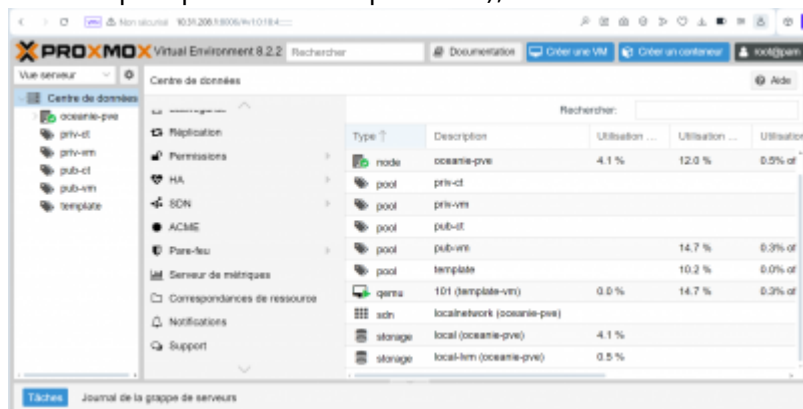 Non sécurisé
PROXMOX Virtual Environment 8.2.2 Rechercher Documentation Créer une VM Créer un conteneur root@pam
Vue serveur Centre de données Aide
Centre de données
oceanie-pve
priv-ct
priv-vm
pub-ct
pub-vm
template
Réplication
Permissions
HA
SDN
ACME
Pare-feu
Serveur de métriques
Correspondances de ressource
Notifications
Support
Rechercher:
Type Description Utilisation ... Utilisation ... Utilisation
node oceanie-pve 4.1 % 12.0 % 0.5% of
pool priv-ct
pool priv-vm
pool pub-ct
pool pub-vm 14.7 % 0.3% of
pool template 10.2 % 0.0% of
qemu 101 (template-vm) 0.0 % 14.7 % 0.3% of
sdn localnetwork (oceanie-pve)
storage local (oceanie-pve) 4.1 %
storage local-lvm (oceanie-pve) 0.5 %
Tâches Journal de la grappe de serveurs